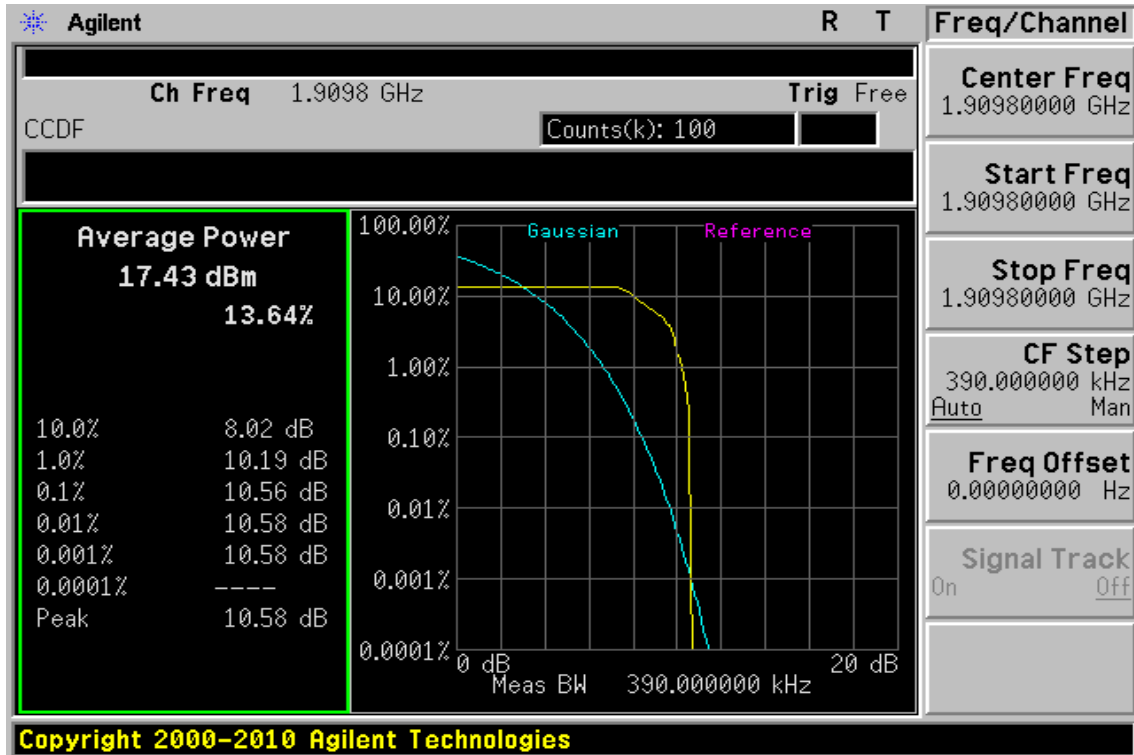 Agilent R T
Ch Freq 1.9098 GHz Trig Free
CCDF Counts(k): 100
Average Power
17.43 dBm
13.64%
10.0% 8.02 dB
1.0% 10.19 dB
0.1% 10.56 dB
0.01% 10.58 dB
0.001% 10.58 dB
0.0001% ----
Peak 10.58 dB
Gaussian Reference
100.00%
10.00%
1.00%
0.10%
0.01%
0.001%
0.0001%
0 dB 20 dB
Meas BW 390.000000 kHz
Freq/Channel
Center Freq
1.90980000 GHz
Start Freq
1.90980000 GHz
Stop Freq
1.90980000 GHz
CF Step
390.000000 kHz
Auto Man
Freq Offset
0.00000000 Hz
Signal Track
On Off
Copyright 2000-2010 Agilent Technologies